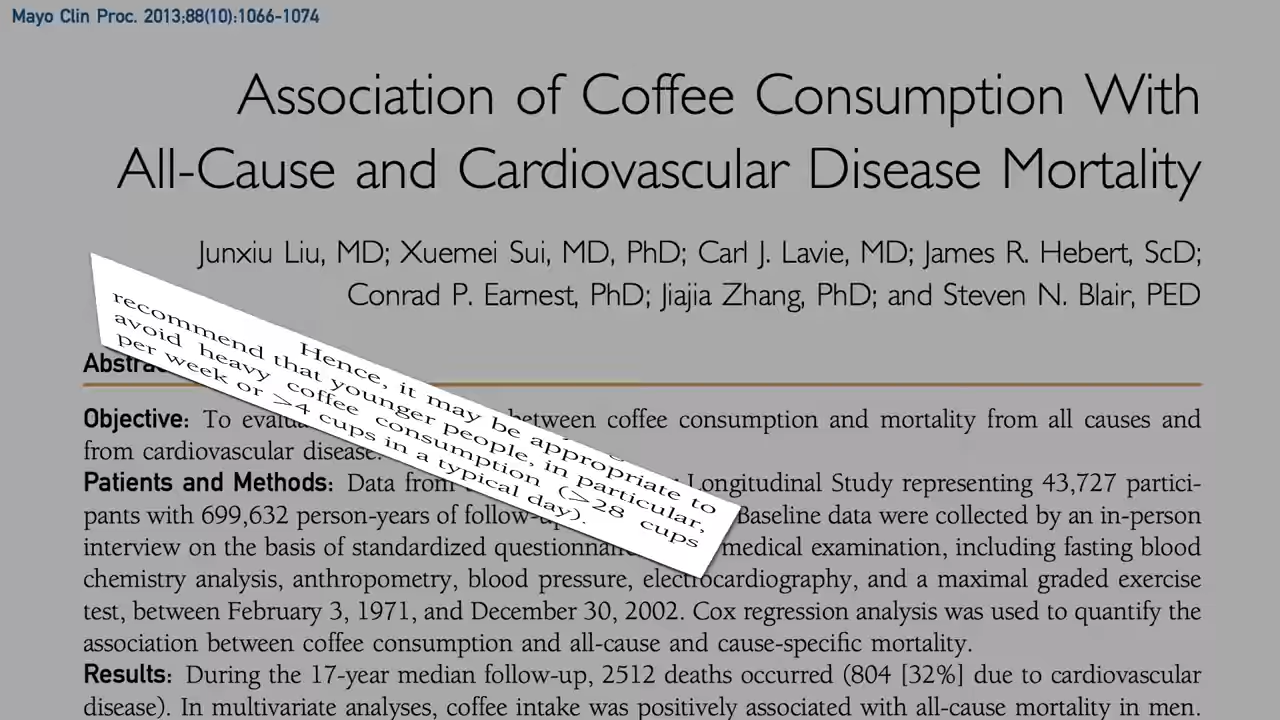 Mayo Clin Proc. 2013;88(10):1066-1074
Association of Coffee Consumption With
All-Cause and Cardiovascular Disease Mortality
Junxiu Liu, MD; Xuemei Sui, MD, PhD; Carl J. Lavie, MD; James R. Hebert, ScD;
Conrad P. Earnest, PhD; Jiajia Zhang, PhD; and Steven N. Blair, PED
Hence, it may be appropriate to
recommend that younger people, in particular,
avoid heavy coffee consumption (>28 cups
per week or >4 cups in a typical day).
Objective: To between coffee consumption and mortality from all causes and
from cardiovascular disease.
Patients and Methods: Data from Longitudinal Study representing 43,727 partici-
pants with 699,632 person-years of Baseline data were collected by an in-person
interview on the basis of standardized medical examination, including fasting blood
chemistry analysis, anthropometry, blood pressure, electrocardiography, and a maximal graded exercise
test, between February 3, 1971, and December 30, 2002. Cox regression analysis was used to quantify the
association between coffee consumption and all-cause and cause-specific mortality.
Results: During the 17-year median follow-up, 2512 deaths occurred (804 [32%] due to cardiovascular
disease). In multivariate analyses, coffee intake was positively associated with all-cause mortality in men.